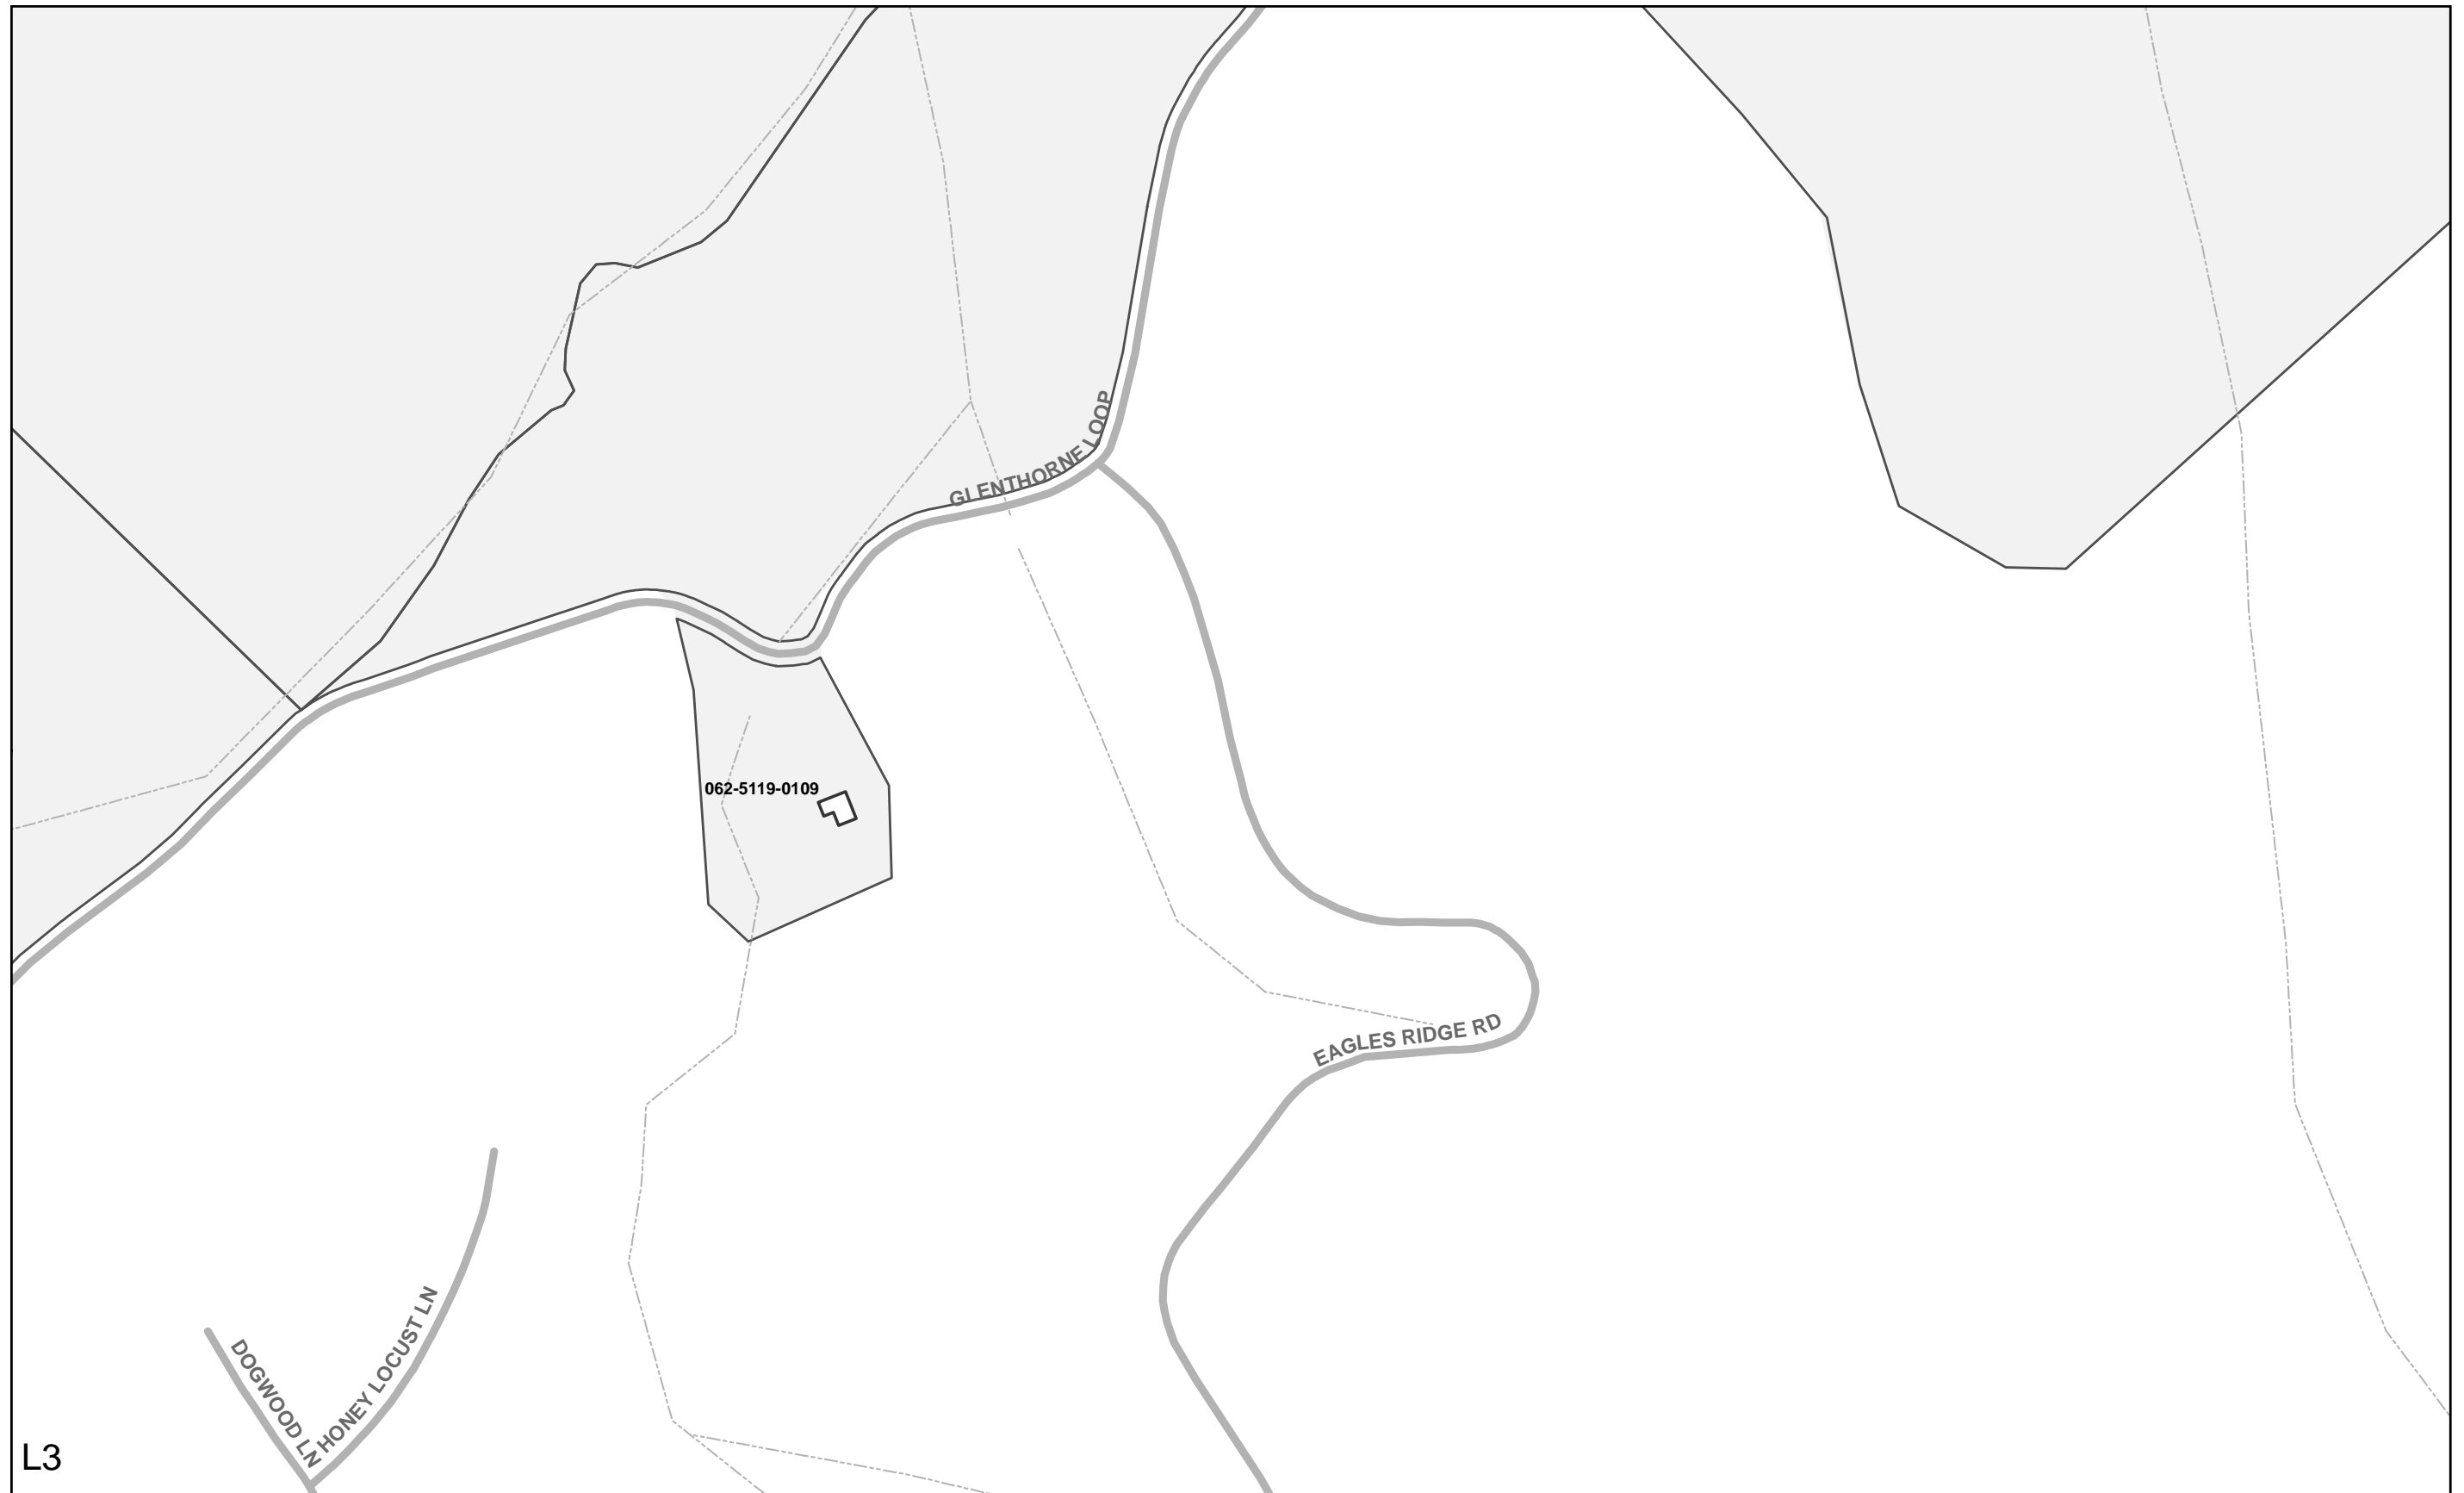 GLENTHORNE LOOP
062-5119-0109
EAGLES RIDGE RD
HONEY LOCUST LN
DOGWOOD LN
L3